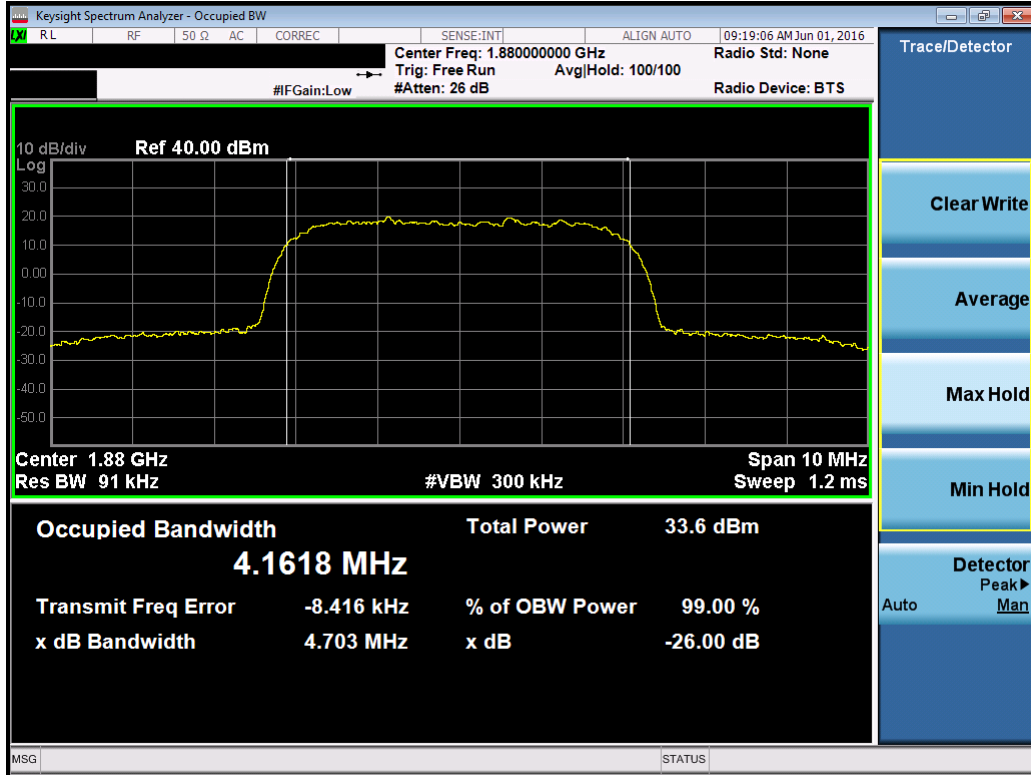 Keysight Spectrum Analyzer - Occupied BW
LXI RL RF 50 Ω AC CORREC SENSE:INT ALIGN AUTO 09:19:06 AM Jun 01, 2016
Center Freq: 1.880000000 GHz Radio Std: None
Trig: Free Run Avg|Hold: 100/100
#IFGain:Low #Atten: 26 dB Radio Device: BTS
Trace/Detector
10 dB/div Ref 40.00 dBm
Log
30.0
20.0
10.0
0.00
-10.0
-20.0
-30.0
-40.0
-50.0
Center 1.88 GHz Span 10 MHz
Res BW 91 kHz #VBW 300 kHz Sweep 1.2 ms
Occupied Bandwidth Total Power 33.6 dBm
4.1618 MHz
Transmit Freq Error -8.416 kHz % of OBW Power 99.00 %
x dB Bandwidth 4.703 MHz x dB -26.00 dB
Clear Write
Average
Max Hold
Min Hold
Detector
Peak▶
Auto Man
MSG STATUS